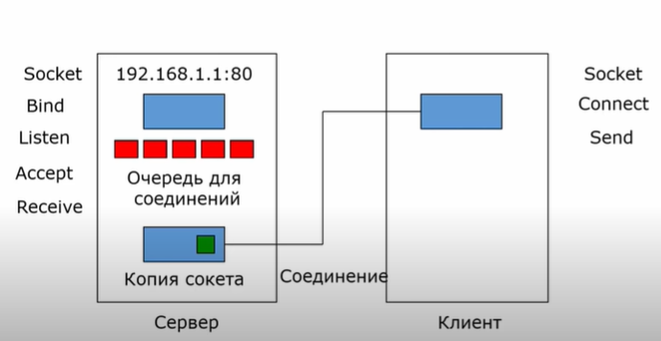 Socket
Bind
Listen
Accept
Receive
192.168.1.1:80
Очередь для
соединений
Копия сокета
Сервер
Соединение
Socket
Connect
Send
Клиент